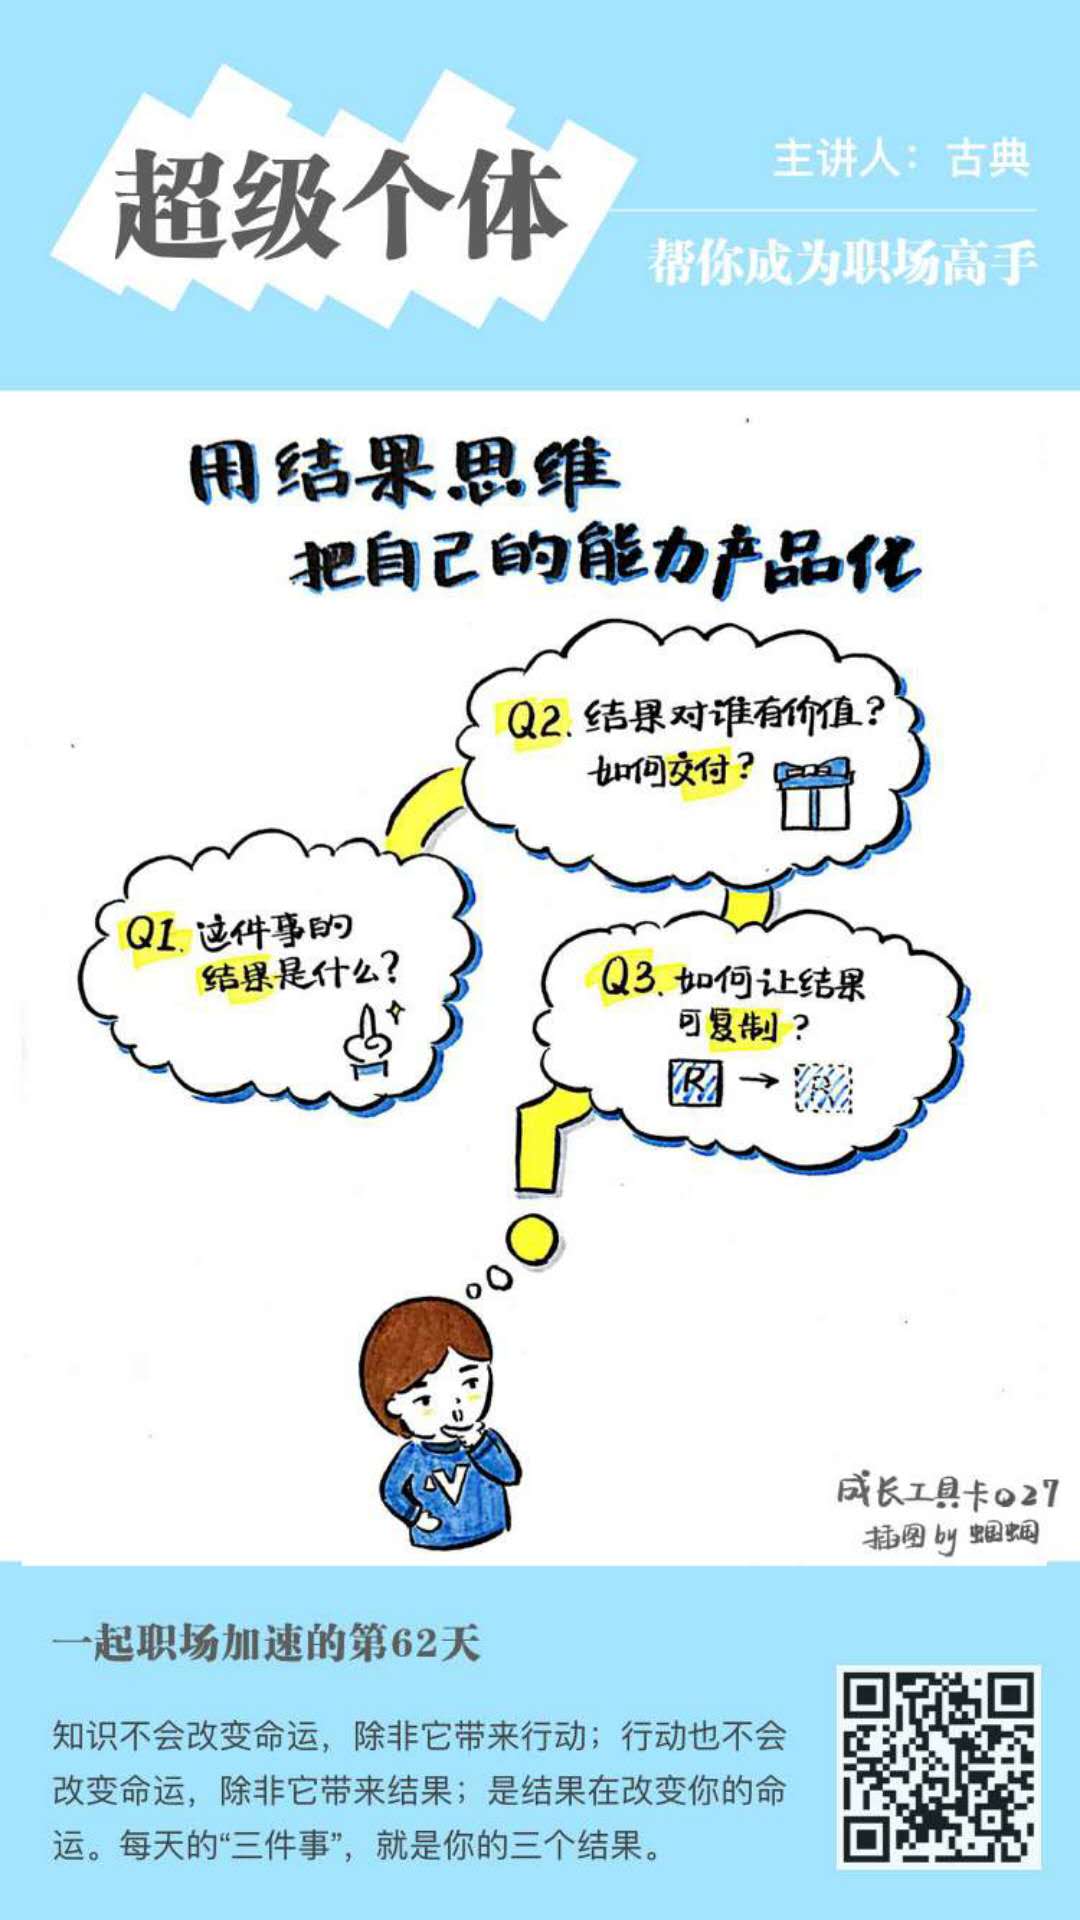 超级个体
主讲人：古典
帮你成为职场高手
用结果思维
把自己的能力产品化
Q2.结果对谁有价值？
如何交付？
Q1.这件事的
结果是什么？
Q3.如何让结果
可复制？
R → R
V
成长工具卡027
插图by 蝈蝈
一起职场加速的第62天
知识不会改变命运，除非它带来行动；行动也不会
改变命运，除非它带来结果；是结果在改变你的命
运。每天的“三件事”，就是你的三个结果。